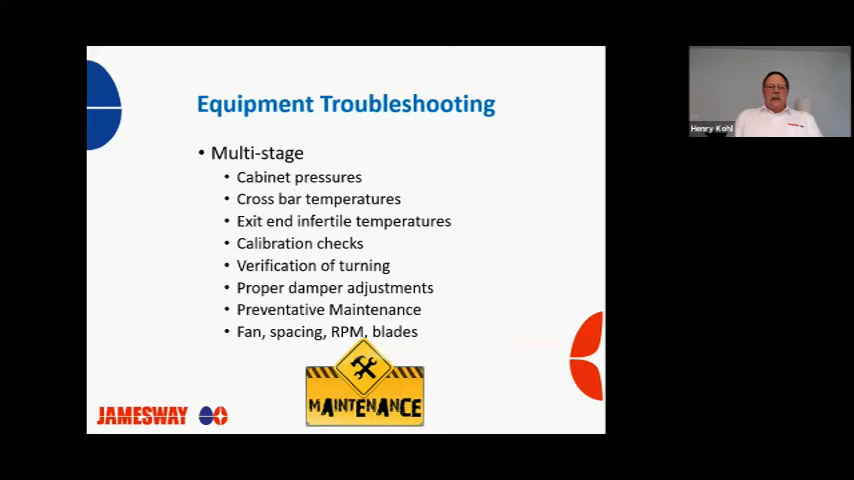 Equipment Troubleshooting
• Multi-stage
• Cabinet pressures
• Cross bar temperatures
• Exit end infertile temperatures
• Calibration checks
• Verification of turning
• Proper damper adjustments
• Preventative Maintenance
• Fan, spacing, RPM, blades
MAINTENANCE
JAMESWAY
Henry Kohl